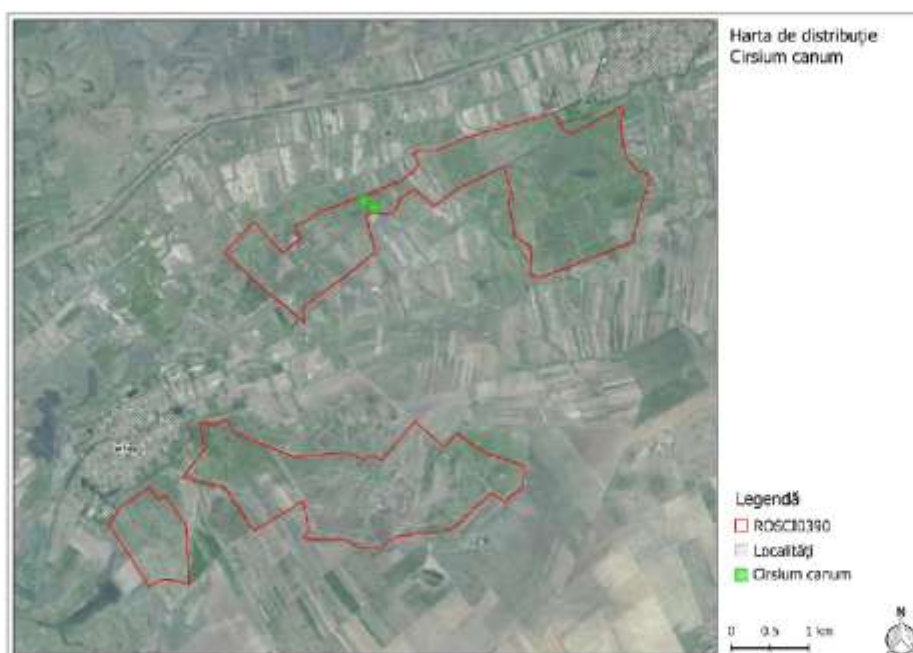 Harta de distribuție
Cirsium canum
Legendă
ROSCI0390
Localități
Cirsium canum
N
0 0.5 1 km